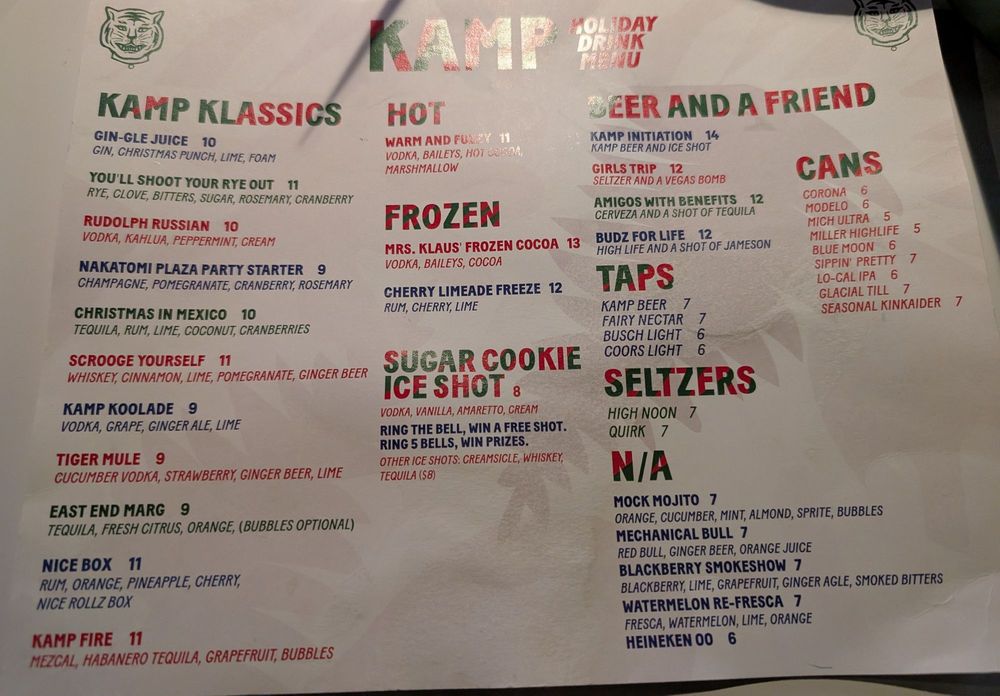 KAMP HOLIDAY
DRINK
MENU
KAMP KLASSICS
GIN-GLE JUICE 10
GIN, CHRISTMAS PUNCH, LIME, FOAM
YOU'LL SHOOT YOUR RYE OUT 11
RYE, CLOVE, BITTERS, SUGAR, ROSEMARY, CRANBERRY
RUDOLPH RUSSIAN 10
VODKA, KAHLUA, PEPPERMINT, CREAM
NAKATOMI PLAZA PARTY STARTER 9
CHAMPAGNE, POMEGRANATE, CRANBERRY, ROSEMARY
CHRISTMAS IN MEXICO 10
TEQUILA, RUM, LIME, COCONUT, CRANBERRIES
SCROOGE YOURSELF 11
WHISKEY, CINNAMON, LIME, POMEGRANATE, GINGER BEER
KAMP KOOLADE 9
VODKA, GRAPE, GINGER ALE, LIME
TIGER MULE 9
CUCUMBER VODKA, STRAWBERRY, GINGER BEER, LIME
EAST END MARG 9
TEQUILA, FRESH CITRUS, ORANGE, (BUBBLES OPTIONAL)
NICE BOX 11
RUM, ORANGE, PINEAPPLE, CHERRY,
NICE ROLLZ BOX
KAMP FIRE 11
MEZCAL, HABANERO TEQUILA, GRAPEFRUIT, BUBBLES
HOT
WARM AND FUZZY 11
VODKA, BAILEYS, HOT COCOA,
MARSHMALLOW
FROZEN
MRS. KLAUS' FROZEN COCOA 13
VODKA, BAILEYS, COCOA
CHERRY LIMEADE FREEZE 12
RUM, CHERRY, LIME
SUGAR COOKIE
ICE SHOT 8
VODKA, VANILLA, AMARETTO, CREAM
RING THE BELL, WIN A FREE SHOT.
RING 5 BELLS, WIN PRIZES.
OTHER ICE SHOTS: CREAMSICLE, WHISKEY,
TEQUILA ($8)
BEER AND A FRIEND
KAMP INITIATION 14
KAMP BEER AND ICE SHOT
GIRLS TRIP 12
SELTZER AND A VEGAS BOMB
AMIGOS WITH BENEFITS 12
CERVEZA AND A SHOT OF TEQUILA
BUDZ FOR LIFE 12
HIGH LIFE AND A SHOT OF JAMESON
TAPS
KAMP BEER 7
FAIRY NECTAR 7
BUSCH LIGHT 6
COORS LIGHT 6
SELTZERS
HIGH NOON 7
QUIRK 7
N/A
MOCK MOJITO 7
ORANGE, CUCUMBER, MINT, ALMOND, SPRITE, BUBBLES
MECHANICAL BULL 7
RED BULL, GINGER BEER, ORANGE JUICE
BLACKBERRY SMOKESHOW 7
BLACKBERRY, LIME, GRAPEFRUIT, GINGER AGLE, SMOKED BITTERS
WATERMELON RE-FRESCA 7
FRESCA, WATERMELON, LIME, ORANGE
HEINEKEN 00 6
CANS
CORONA 6
MODELO 6
MICH ULTRA 5
MILLER HIGHLIFE 5
BLUE MOON 6
SIPPIN' PRETTY 7
LO-CAL IPA 6
GLACIAL TILL 7
SEASONAL KINKAIDER 7